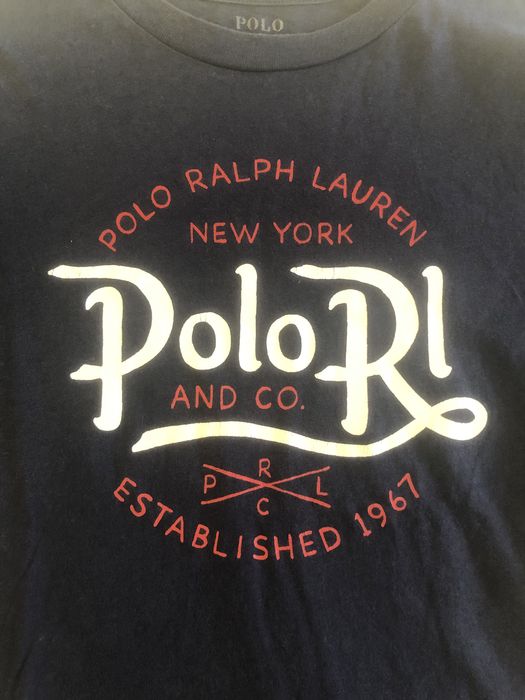 POLO
POLO RALPH LAUREN
NEW YORK
Polo Rl
AND CO.
R
P L
C
ESTABLISHED 1967